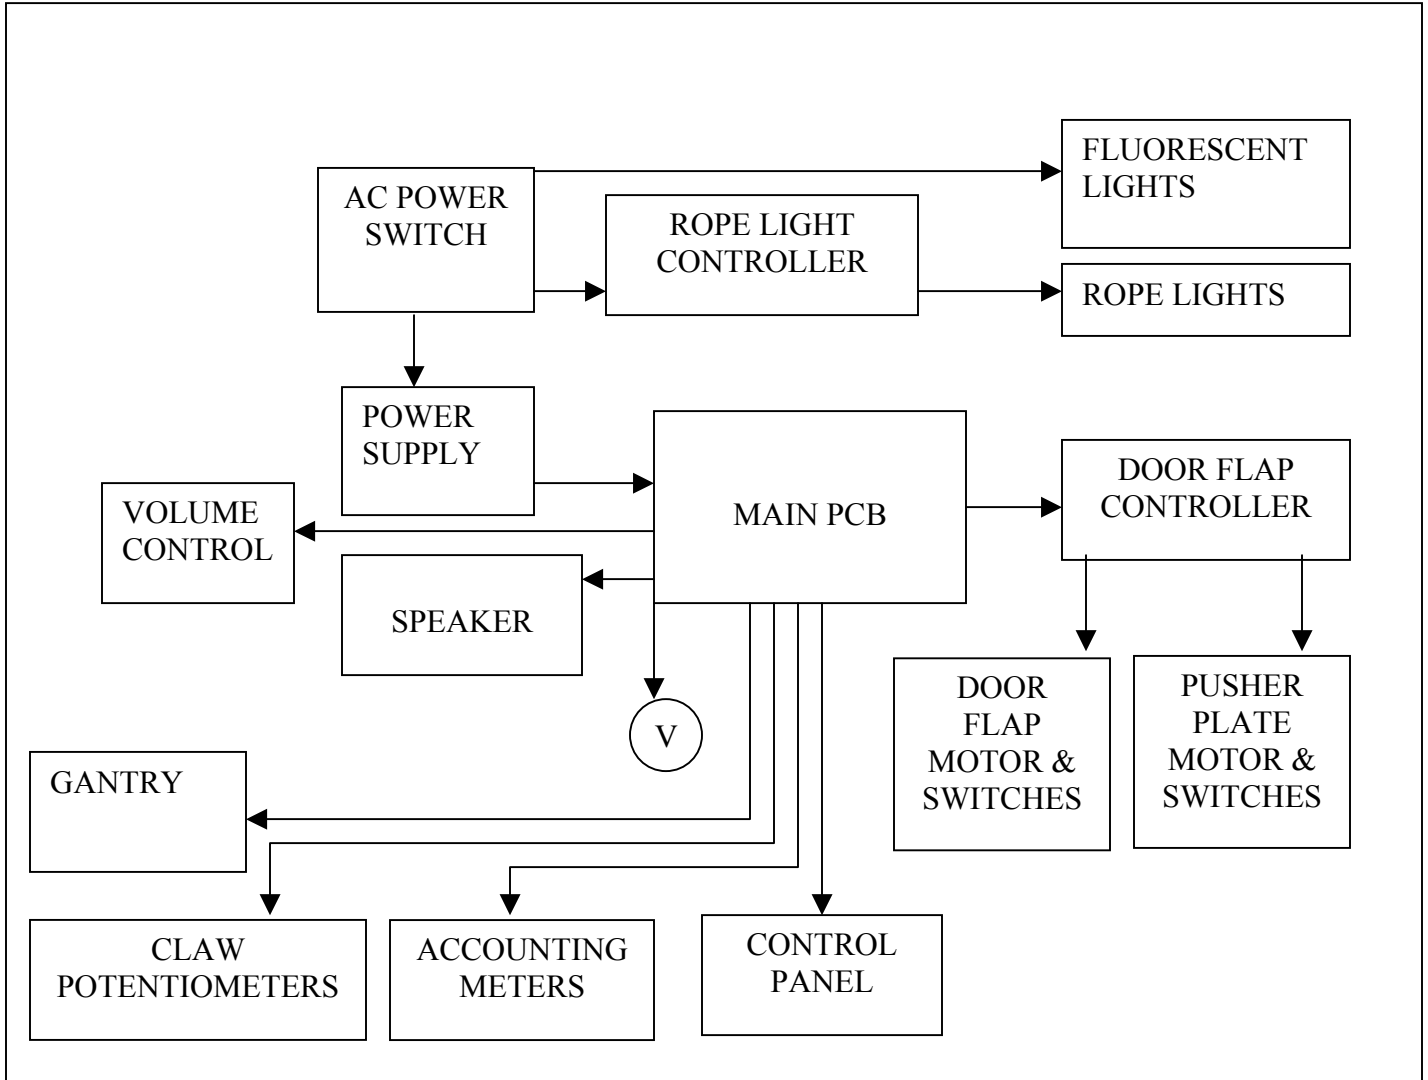 FLUORESCENT
LIGHTS
AC POWER
SWITCH
ROPE LIGHT
CONTROLLER
ROPE LIGHTS
POWER
SUPPLY
MAIN PCB
DOOR FLAP
CONTROLLER
VOLUME
CONTROL
SPEAKER
V
DOOR
FLAP
MOTOR &
SWITCHES
PUSHER
PLATE
MOTOR &
SWITCHES
GANTRY
CLAW
POTENTIOMETERS
ACCOUNTING
METERS
CONTROL
PANEL